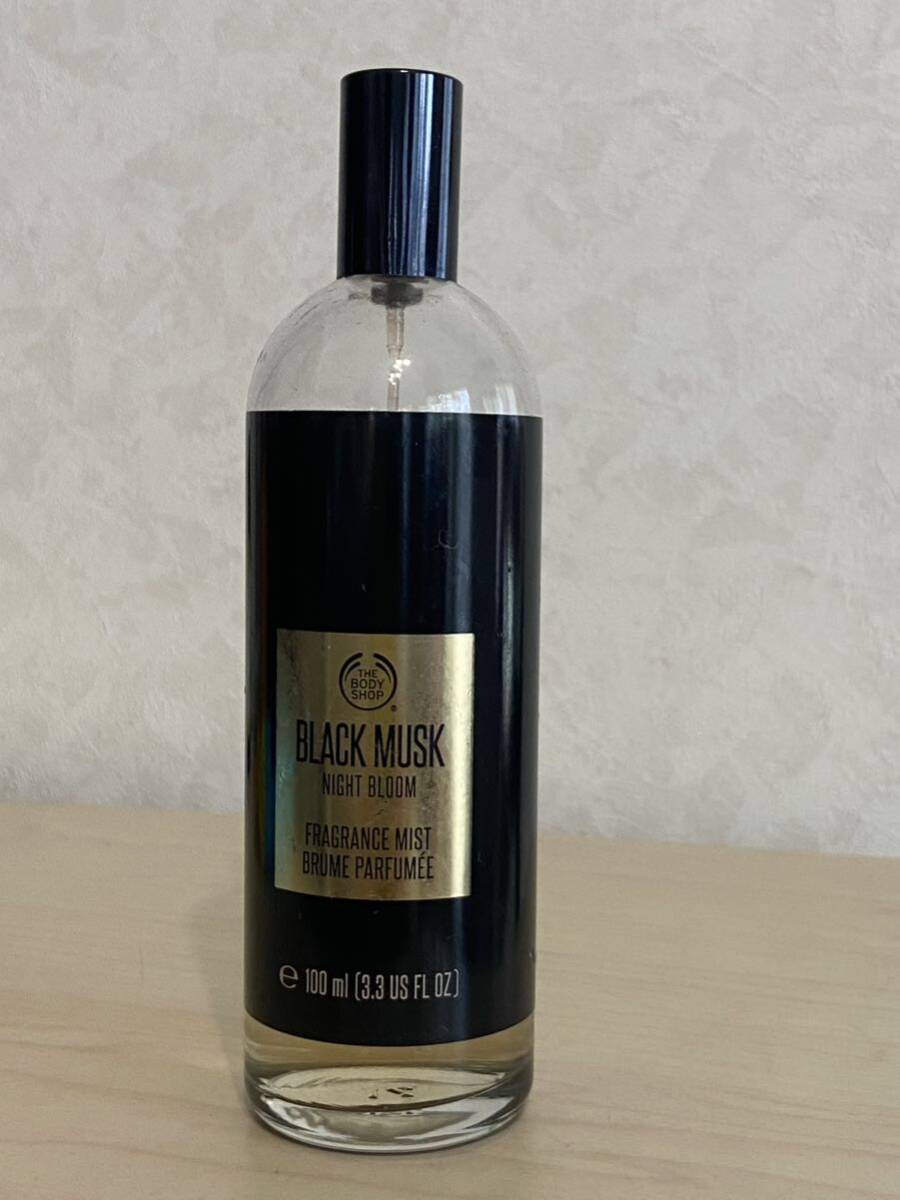 THE
BODY
SHOP
®
BLACK MUSK
NIGHT BLOOM
FRAGRANCE MIST
BRUME PARFUMÉE
℮ 100 ml (3.3 US FL OZ)